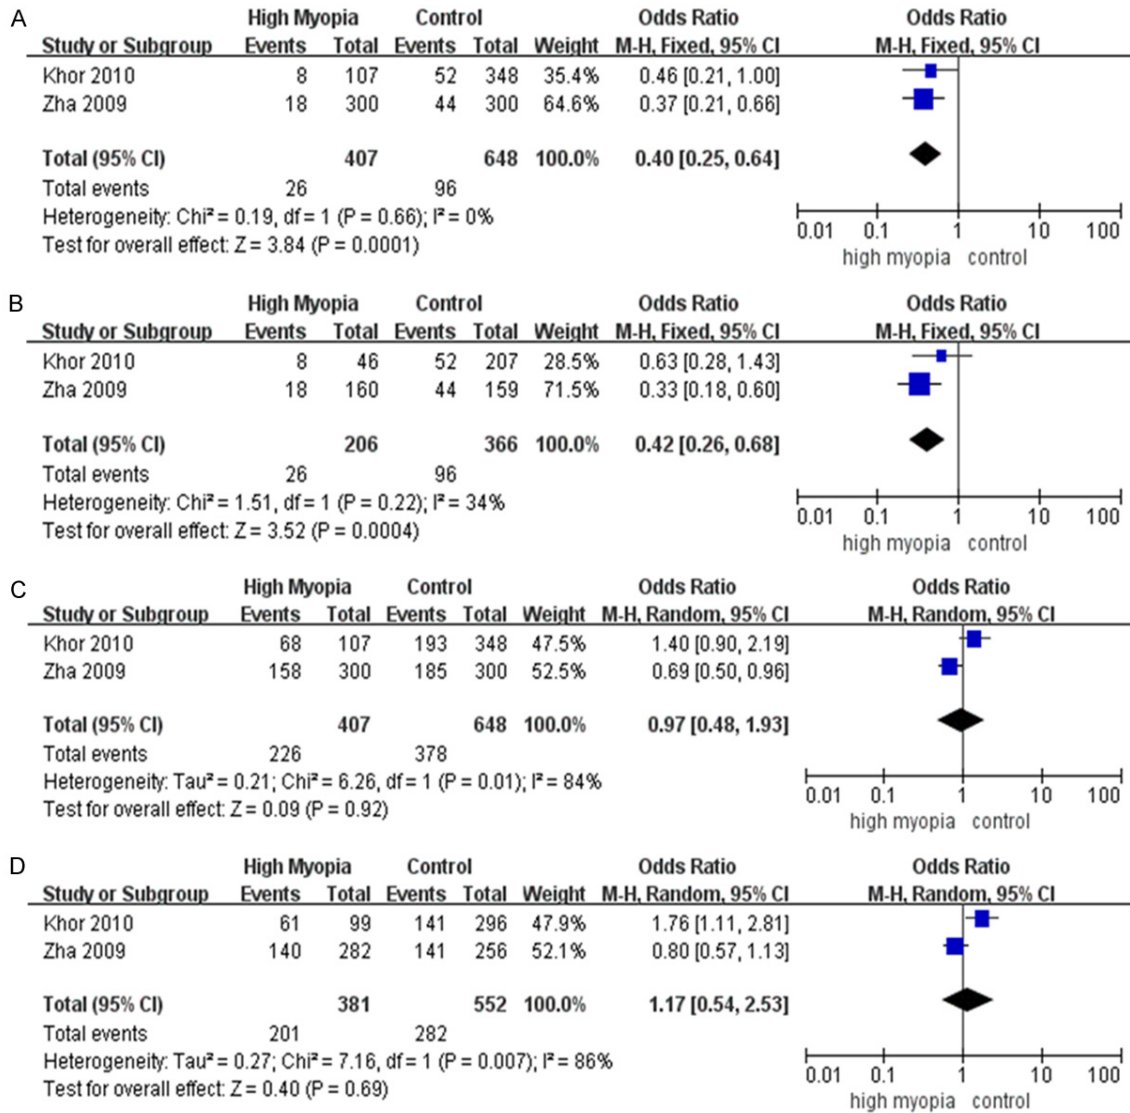 A
High Myopia Control Odds Ratio Odds Ratio
Study or Subgroup Events Total Events Total Weight M-H, Fixed, 95% CI M-H, Fixed, 95% CI
Khor 2010 8 107 52 348 35.4% 0.46 [0.21, 1.00]
Zha 2009 18 300 44 300 64.6% 0.37 [0.21, 0.66]
Total (95% CI) 407 648 100.0% 0.40 [0.25, 0.64]
Total events 26 96
Heterogeneity: Chi² = 0.19, df = 1 (P = 0.66); I² = 0%
Test for overall effect: Z = 3.84 (P = 0.0001)
0.01 0.1 1 10 100
high myopia control
B
High Myopia Control Odds Ratio Odds Ratio
Study or Subgroup Events Total Events Total Weight M-H, Fixed, 95% CI M-H, Fixed, 95% CI
Khor 2010 8 46 52 207 28.5% 0.63 [0.28, 1.43]
Zha 2009 18 160 44 159 71.5% 0.33 [0.18, 0.60]
Total (95% CI) 206 366 100.0% 0.42 [0.26, 0.68]
Total events 26 96
Heterogeneity: Chi² = 1.51, df = 1 (P = 0.22); I² = 34%
Test for overall effect: Z = 3.52 (P = 0.0004)
0.01 0.1 1 10 100
high myopia control
C
High Myopia Control Odds Ratio Odds Ratio
Study or Subgroup Events Total Events Total Weight M-H, Random, 95% CI M-H, Random, 95% CI
Khor 2010 68 107 193 348 47.5% 1.40 [0.90, 2.19]
Zha 2009 158 300 185 300 52.5% 0.69 [0.50, 0.96]
Total (95% CI) 407 648 100.0% 0.97 [0.48, 1.93]
Total events 226 378
Heterogeneity: Tau² = 0.21; Chi² = 6.26, df = 1 (P = 0.01); I² = 84%
Test for overall effect: Z = 0.09 (P = 0.92)
0.01 0.1 1 10 100
high myopia control
D
High Myopia Control Odds Ratio Odds Ratio
Study or Subgroup Events Total Events Total Weight M-H, Random, 95% CI M-H, Random, 95% CI
Khor 2010 61 99 141 296 47.9% 1.76 [1.11, 2.81]
Zha 2009 140 282 141 256 52.1% 0.80 [0.57, 1.13]
Total (95% CI) 381 552 100.0% 1.17 [0.54, 2.53]
Total events 201 282
Heterogeneity: Tau² = 0.27; Chi² = 7.16, df = 1 (P = 0.007); I² = 86%
Test for overall effect: Z = 0.40 (P = 0.69)
0.01 0.1 1 10 100
high myopia control